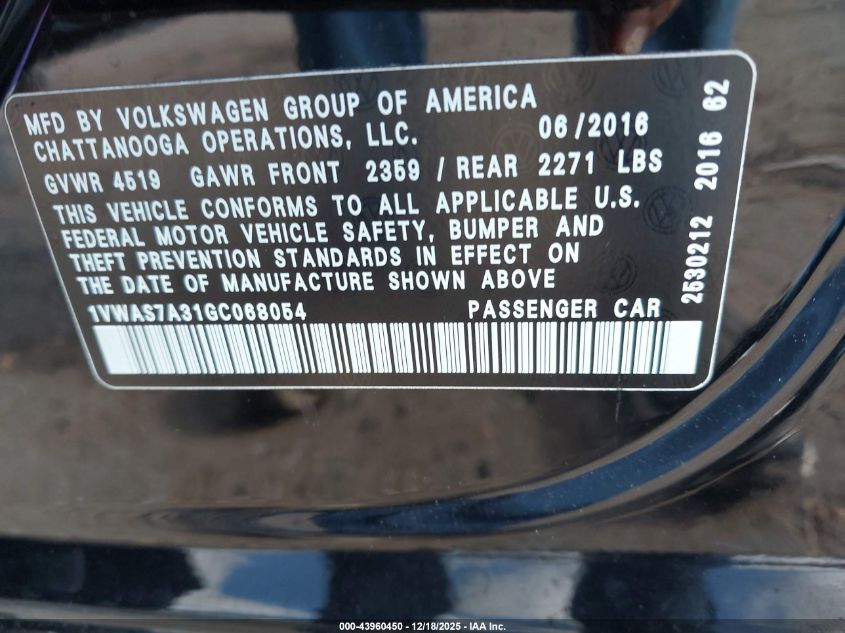 MFD BY VOLKSWAGEN GROUP OF AMERICA
CHATTANOOGA OPERATIONS, LLC. 06/2016
GVWR 4519 GAWR FRONT 2359 / REAR 2271 LBS
THIS VEHICLE CONFORMS TO ALL APPLICABLE U.S.
FEDERAL MOTOR VEHICLE SAFETY, BUMPER AND
THEFT PREVENTION STANDARDS IN EFFECT ON
THE DATE OF MANUFACTURE SHOWN ABOVE
1VWAS7A31GC068054 PASSENGER CAR
2530212 2016 62
000-43960450 - 12/18/2025 - IAA Inc.